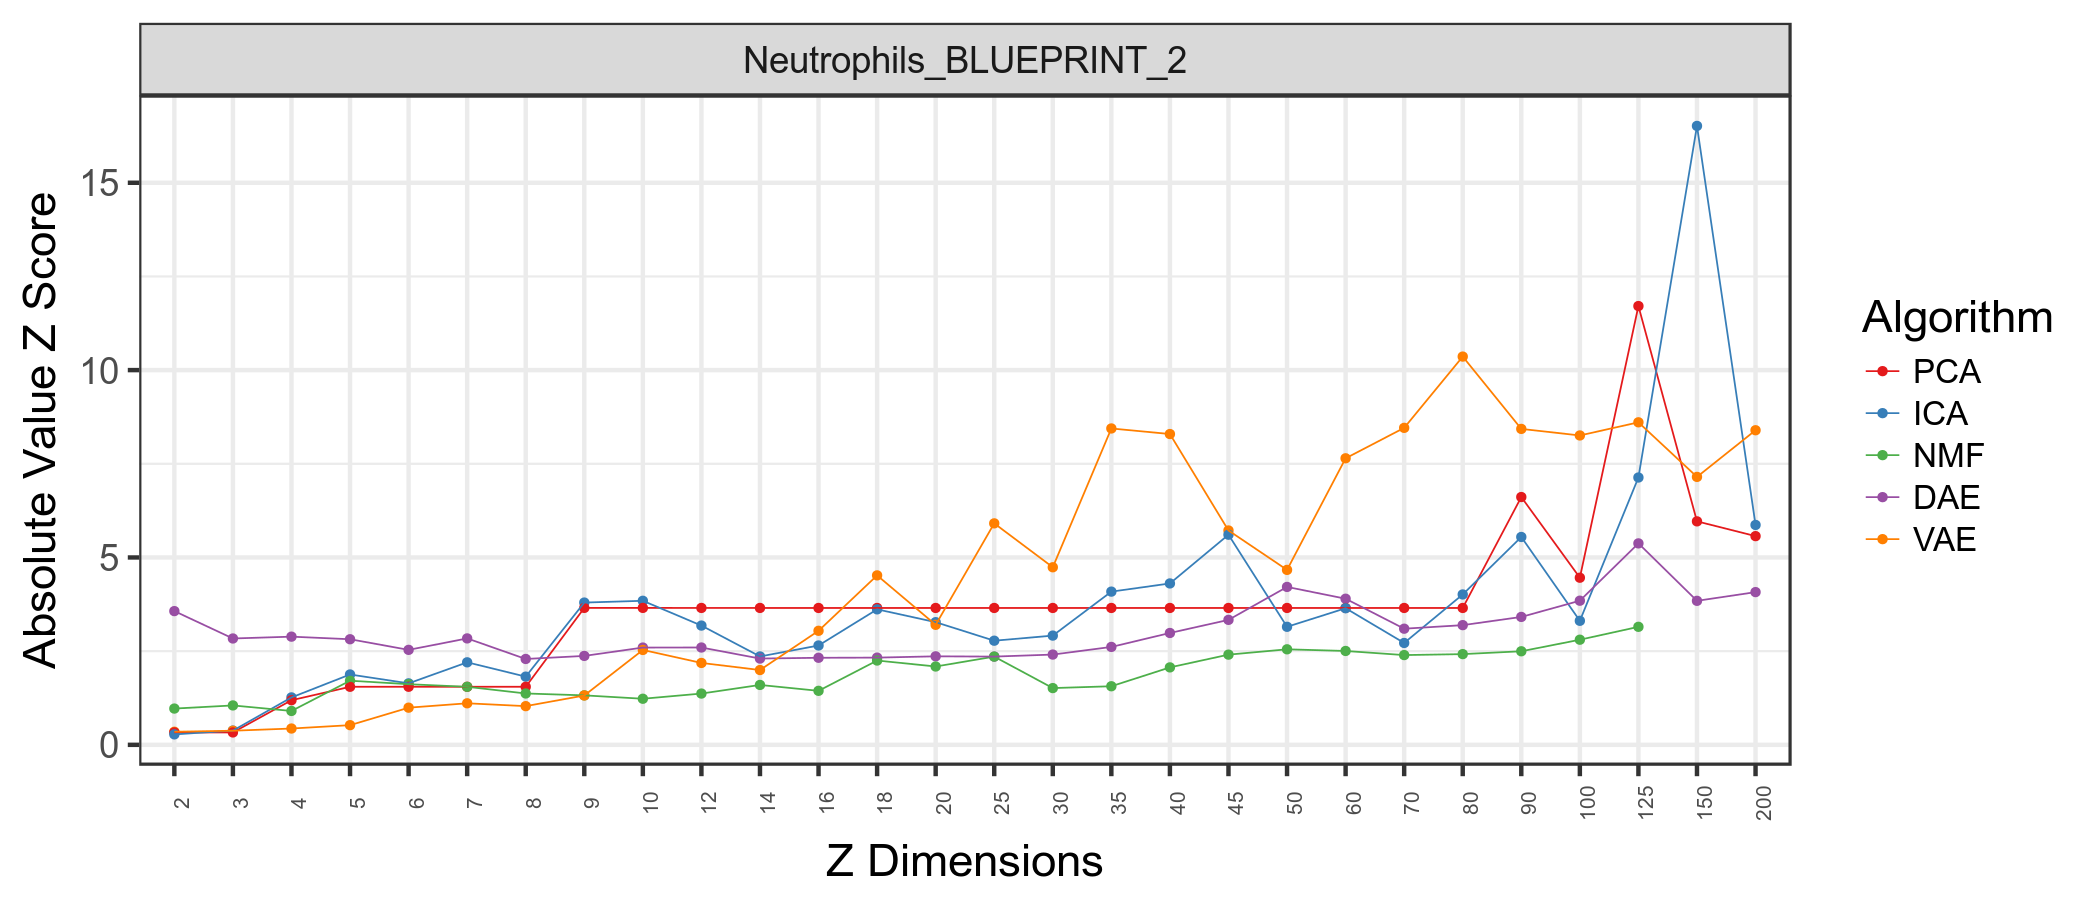 Neutrophils_BLUEPRINT_2
Absolute Value Z Score
15
10
5
0
2 3 4 5 6 7 8 9 10 12 14 16 18 20 25 30 35 40 45 50 60 70 80 90 100 125 150 200
Z Dimensions
Algorithm
PCA
ICA
NMF
DAE
VAE